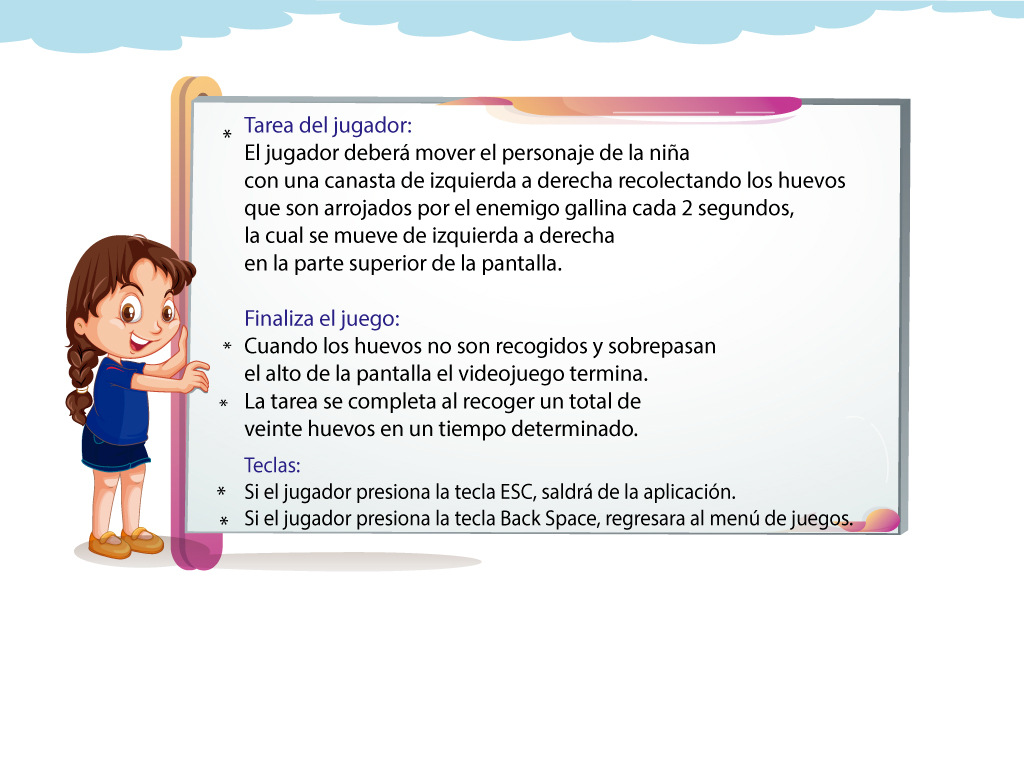 * Tarea del jugador:
El jugador deberá mover el personaje de la niña
con una canasta de izquierda a derecha recolectando los huevos
que son arrojados por el enemigo gallina cada 2 segundos,
la cual se mueve de izquierda a derecha
en la parte superior de la pantalla.
Finaliza el juego:
* Cuando los huevos no son recogidos y sobrepasan
el alto de la pantalla el videojuego termina.
* La tarea se completa al recoger un total de
veinte huevos en un tiempo determinado.
Teclas:
* Si el jugador presiona la tecla ESC, saldrá de la aplicación.
* Si el jugador presiona la tecla Back Space, regresara al menú de juegos.